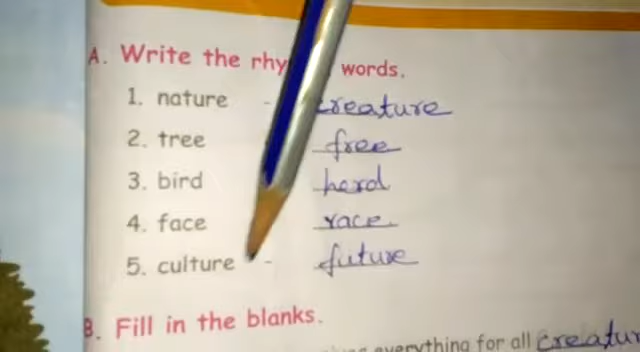 A. Write the rhy words.
1. nature - creature
2. tree free
3. bird herd
4. face race
5. culture - future
B. Fill in the blanks.
everything for all creatur